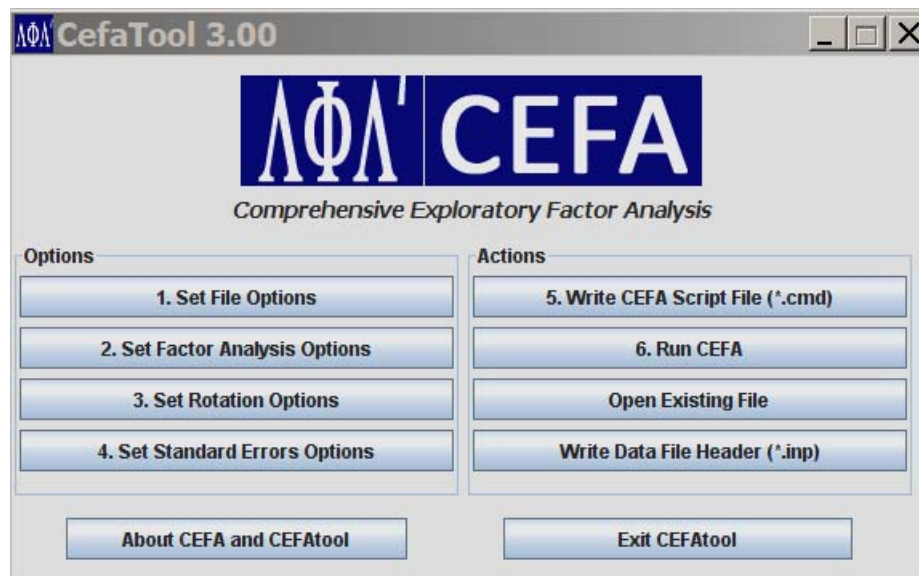 ΛΦΛ' CefaTool 3.00
ΛΦΛ' CEFA
Comprehensive Exploratory Factor Analysis
Options
1. Set File Options
2. Set Factor Analysis Options
3. Set Rotation Options
4. Set Standard Errors Options
Actions
5. Write CEFA Script File (*.cmd)
6. Run CEFA
Open Existing File
Write Data File Header (*.inp)
About CEFA and CEFAtool
Exit CEFAtool